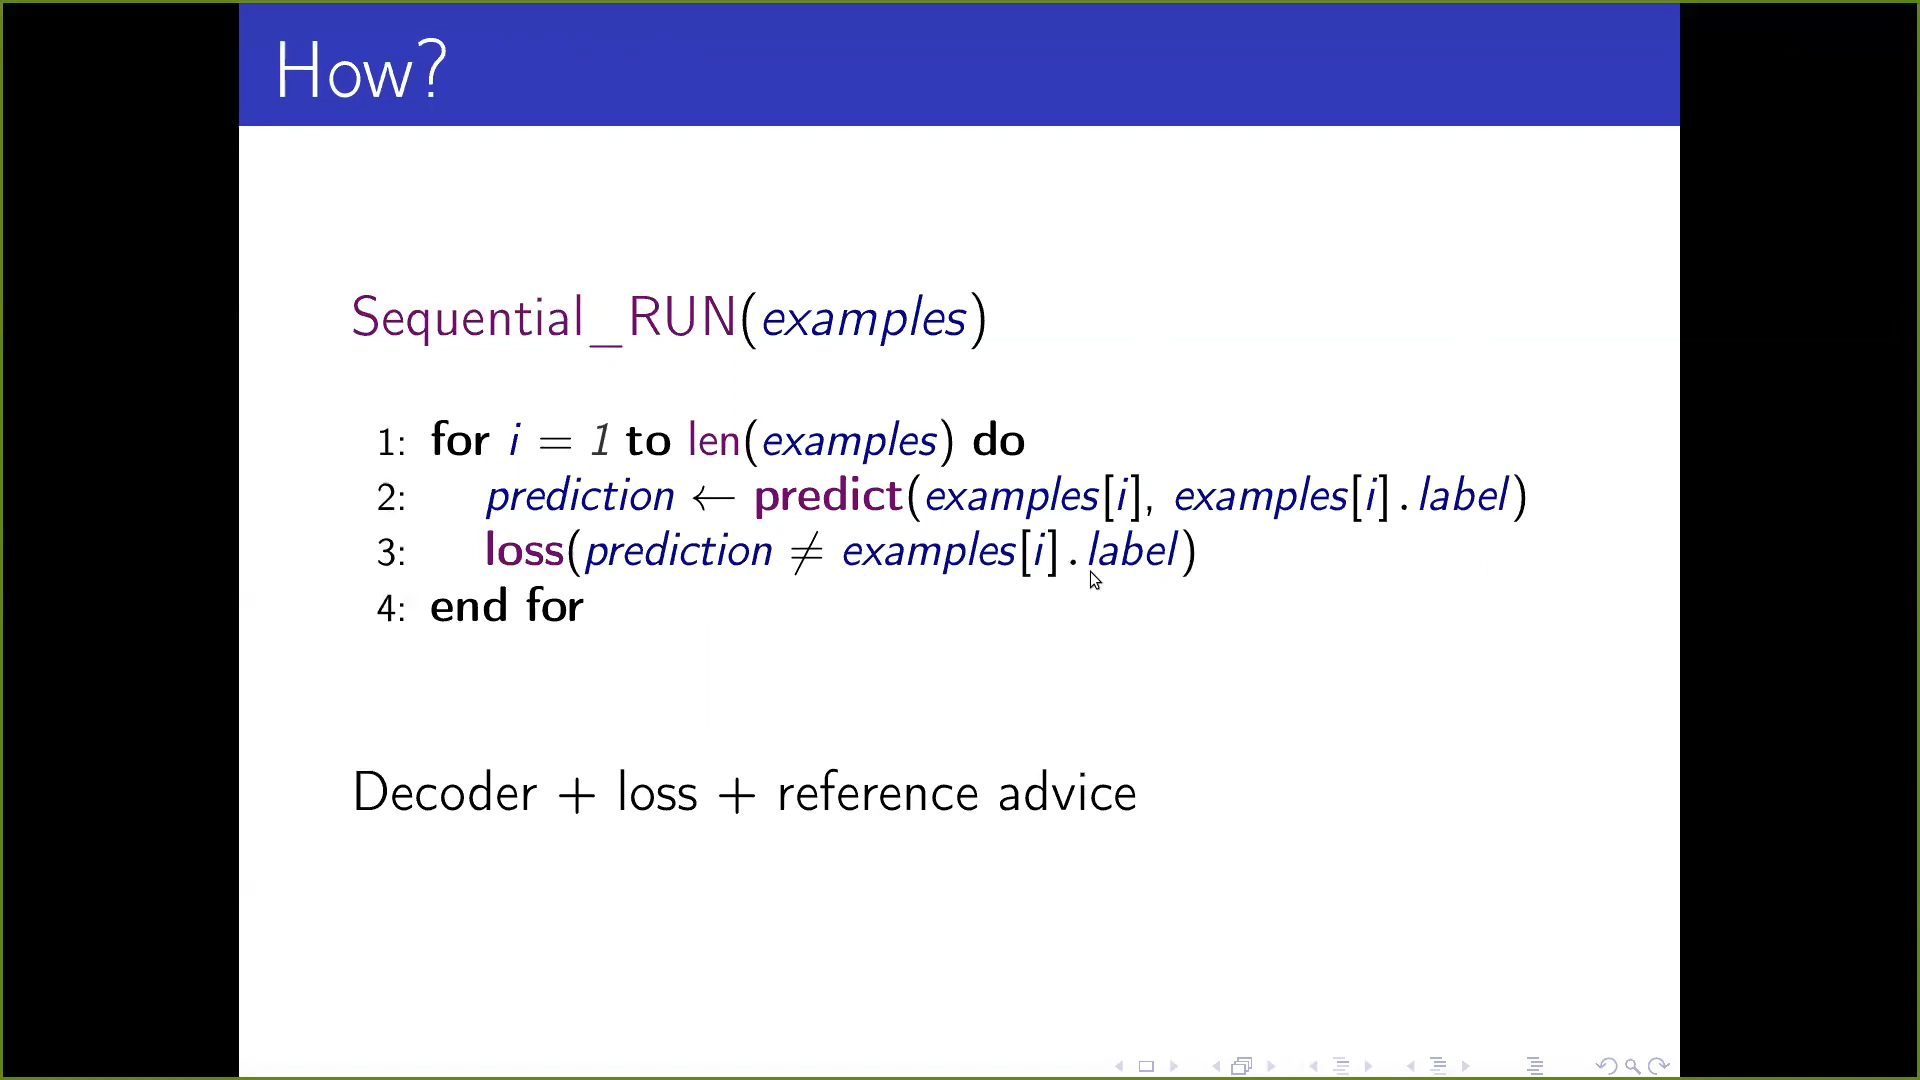 How?
Sequential_RUN(examples)
1: for i = 1 to len(examples) do
2: prediction ← predict(examples[i], examples[i].label)
3: loss(prediction ≠ examples[i].label)
4: end for
Decoder + loss + reference advice